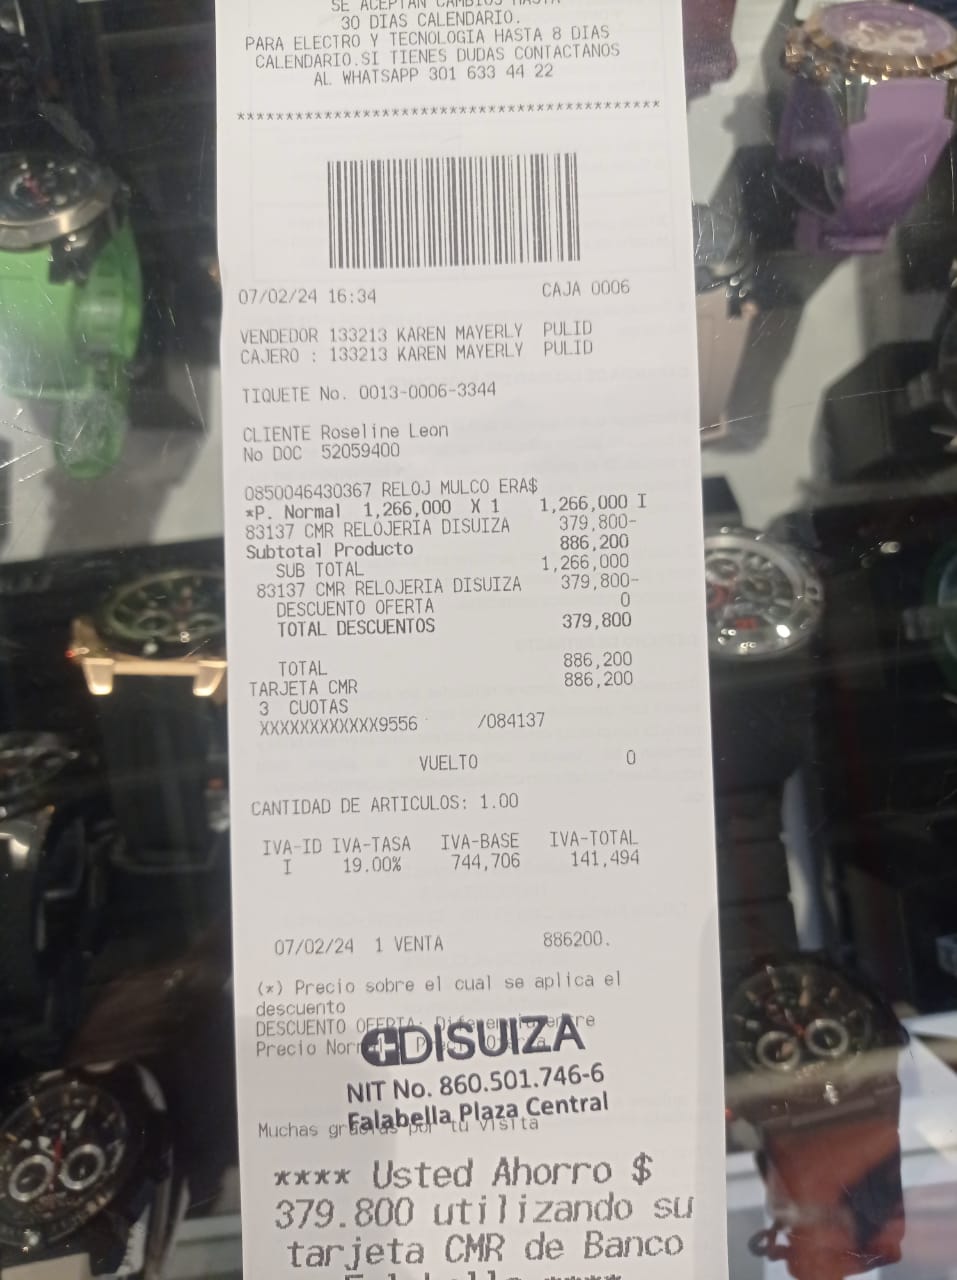 SE ACEPTAN CAMBIOS HASTA
30 DIAS CALENDARIO.
PARA ELECTRO Y TECNOLOGIA HASTA 8 DIAS
CALENDARIO.SI TIENES DUDAS CONTACTANOS
AL WHATSAPP 301 633 44 22
*******************************************
07/02/24 16:34 CAJA 0006
VENDEDOR 133213 KAREN MAYERLY PULID
CAJERO : 133213 KAREN MAYERLY PULID
TIQUETE No. 0013-0006-3344
CLIENTE Roseline Leon
No DOC 52059400
0850046430367 RELOJ MULCO ERA$
*P. Normal 1,266,000 X 1 1,266,000 I
83137 CMR RELOJERIA DISUIZA 379,800-
Subtotal Producto 886,200
SUB TOTAL 1,266,000
83137 CMR RELOJERIA DISUIZA 379,800-
DESCUENTO OFERTA 0
TOTAL DESCUENTOS 379,800
TOTAL 886,200
TARJETA CMR 886,200
3 CUOTAS
XXXXXXXXXXXX9556 /084137
VUELTO 0
CANTIDAD DE ARTICULOS: 1.00
IVA-ID IVA-TASA IVA-BASE IVA-TOTAL
I 19.00% 744,706 141,494
07/02/24 1 VENTA 886200.
(*) Precio sobre el cual se aplica el
descuento
DESCUENTO OFERTA:
Precio
DISUIZA
NIT No. 860.501.746-6
Falabella Plaza Central
Muchas gracias por tu visita
**** Usted Ahorro $
379.800 utilizando su
tarjeta CMR de Banco